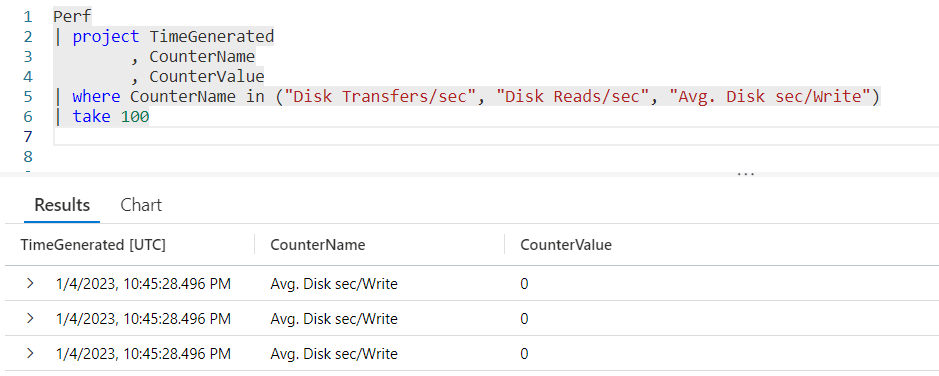 1 Perf
2 | project TimeGenerated
3 , CounterName
4 , CounterValue
5 | where CounterName in ("Disk Transfers/sec", "Disk Reads/sec", "Avg. Disk sec/Write")
6 | take 100
7
8
...
Results Chart
TimeGenerated [UTC] CounterName CounterValue
> 1/4/2023, 10:45:28.496 PM Avg. Disk sec/Write 0
> 1/4/2023, 10:45:28.496 PM Avg. Disk sec/Write 0
> 1/4/2023, 10:45:28.496 PM Avg. Disk sec/Write 0